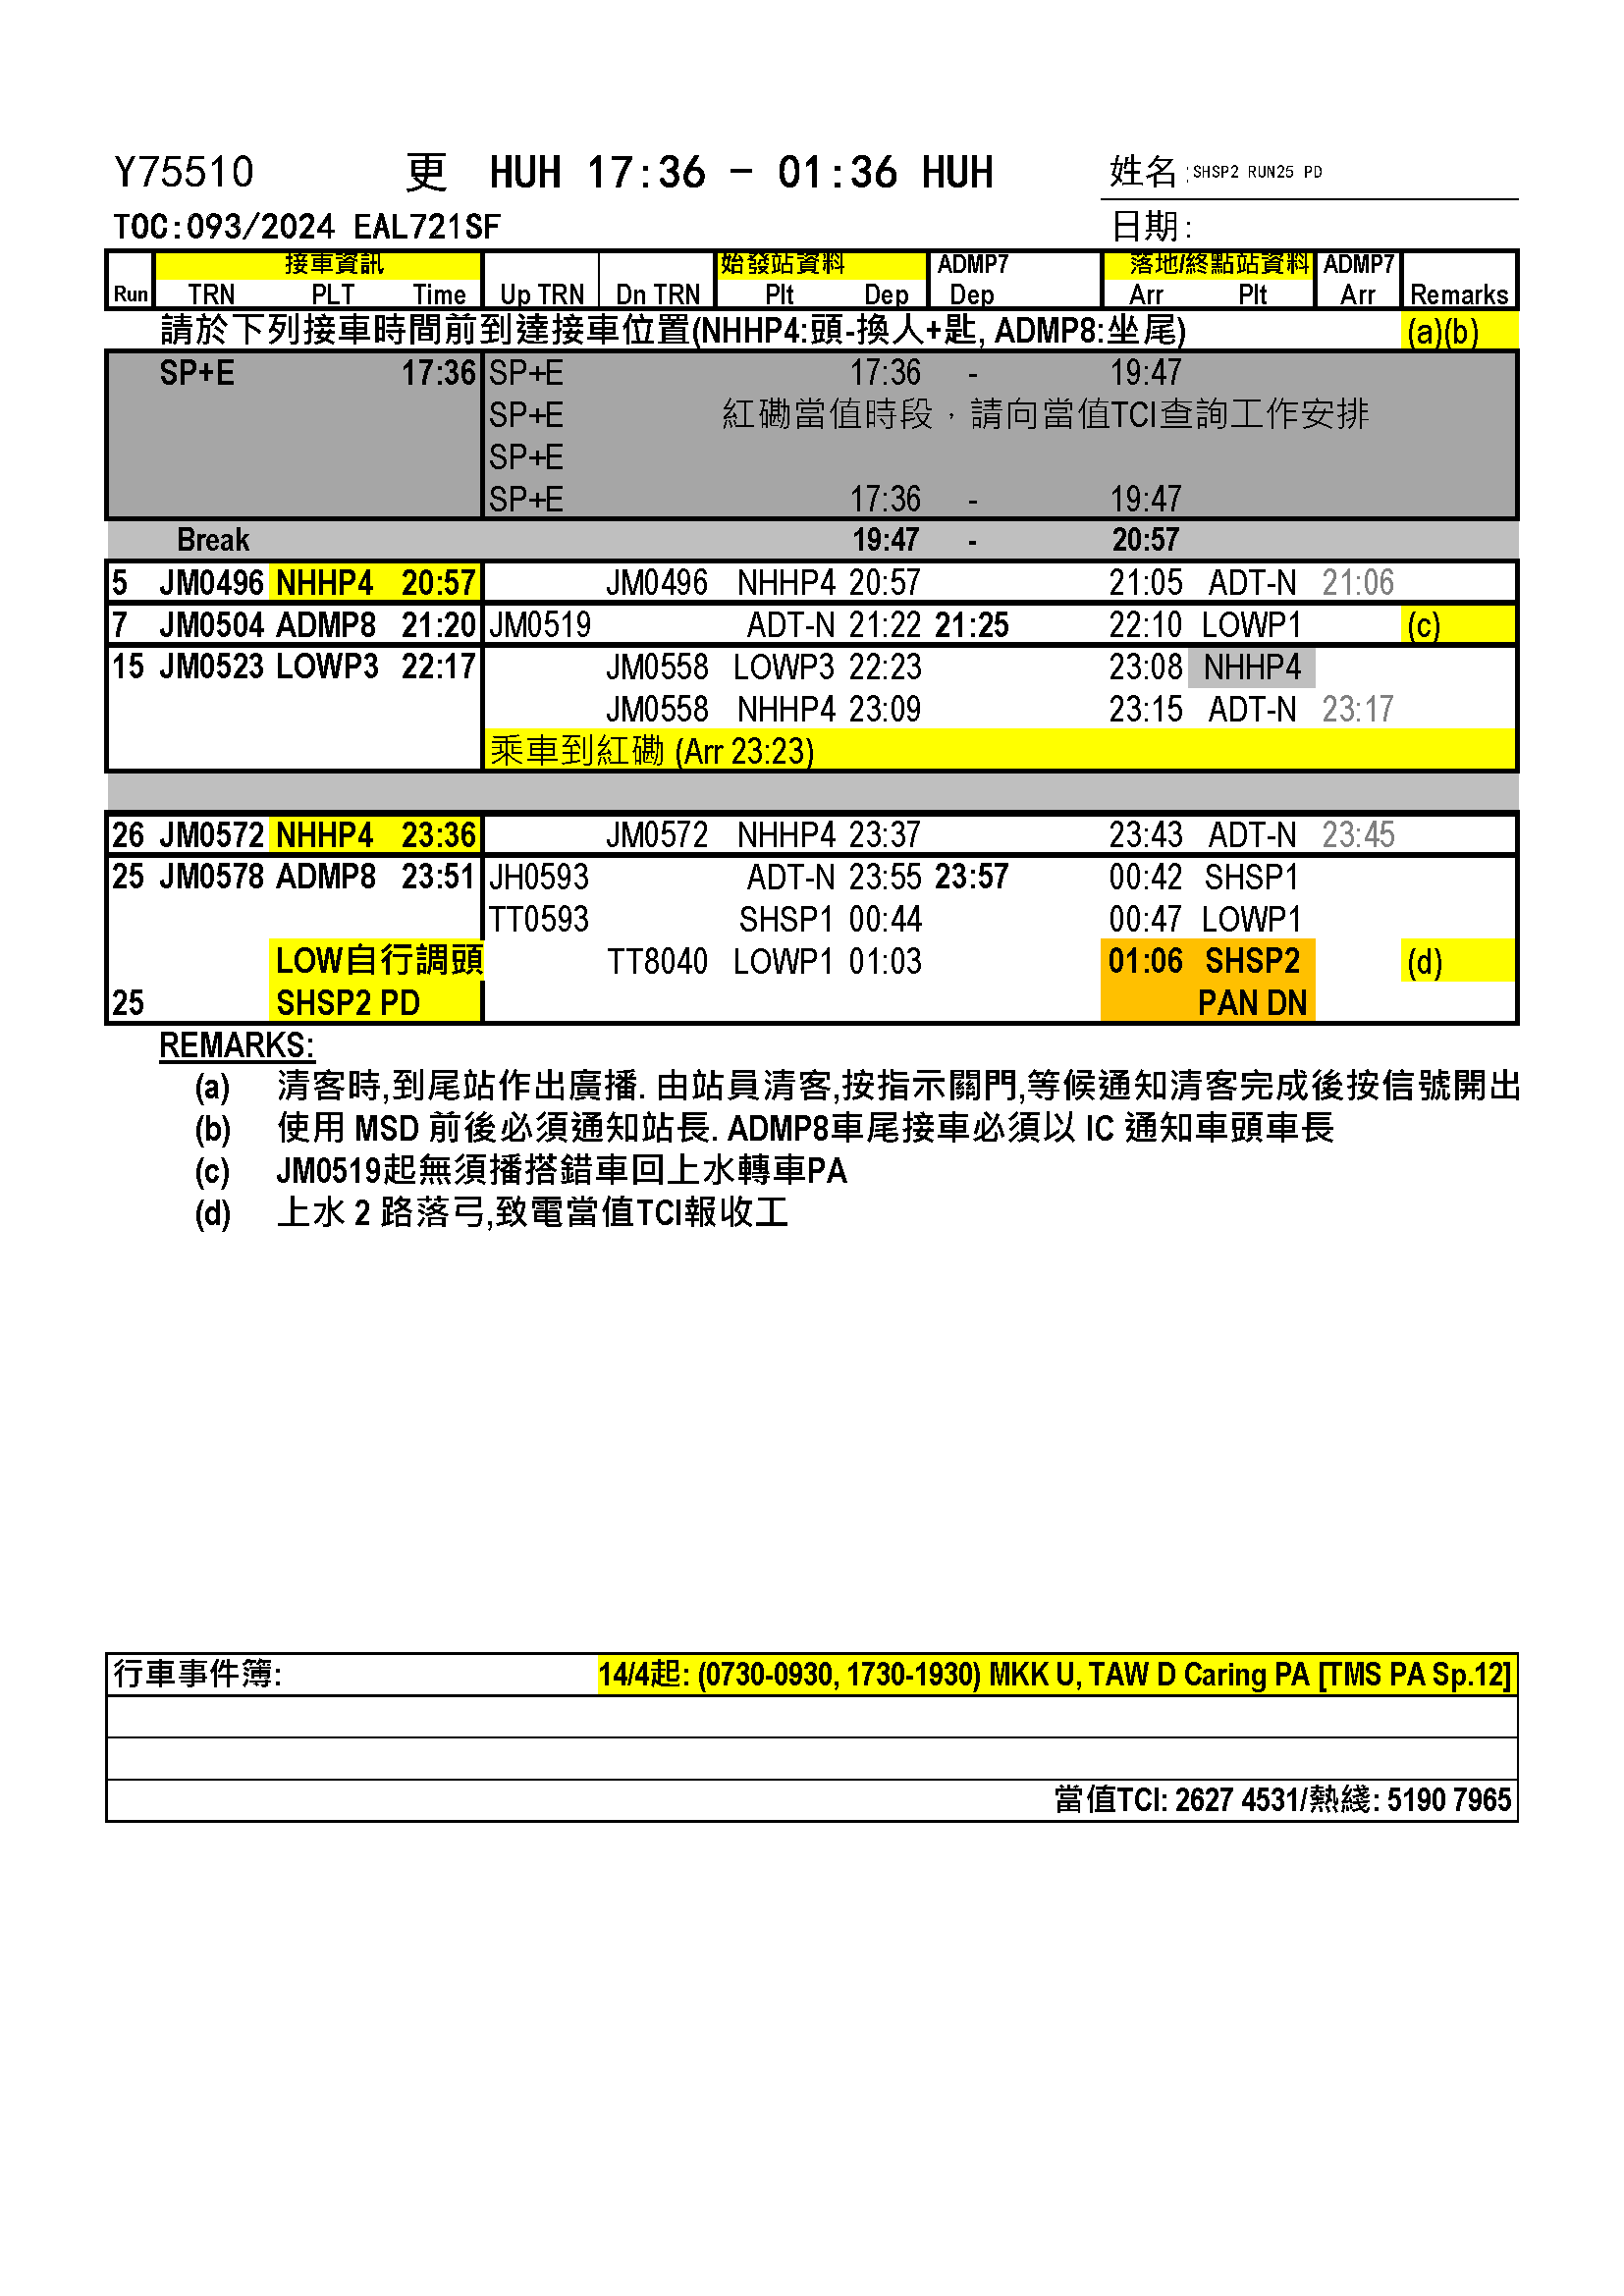 Y75510 更 HUH 17:36 - 01:36 HUH 姓名:SHSP2 RUN25 PD
TOC:093/2024 EAL721SF 日期:
接車資訊 始發站資料 ADMP7 落地/終點站資料 ADMP7
Run TRN PLT Time Up TRN Dn TRN Plt Dep Dep Arr Plt Arr Remarks
請於下列接車時間前到達接車位置(NHHP4:頭-換人+匙, ADMP8:坐尾) (a)(b)
SP+E 17:36 SP+E 17:36 - 19:47
SP+E 紅磡當值時段，請向當值TCI查詢工作安排
SP+E
SP+E 17:36 - 19:47
Break 19:47 - 20:57
5 JM0496 NHHP4 20:57 JM0496 NHHP4 20:57 21:05 ADT-N 21:06
7 JM0504 ADMP8 21:20 JM0519 ADT-N 21:22 21:25 22:10 LOWP1 (c)
15 JM0523 LOWP3 22:17 JM0558 LOWP3 22:23 23:08 NHHP4
JM0558 NHHP4 23:09 23:15 ADT-N 23:17
乘車到紅磡 (Arr 23:23)
26 JM0572 NHHP4 23:36 JM0572 NHHP4 23:37 23:43 ADT-N 23:45
25 JM0578 ADMP8 23:51 JH0593 ADT-N 23:55 23:57 00:42 SHSP1
TT0593 SHSP1 00:44 00:47 LOWP1
LOW自行調頭 TT8040 LOWP1 01:03 01:06 SHSP2 (d)
25 SHSP2 PD PAN DN
REMARKS:
(a) 清客時,到尾站作出廣播. 由站員清客,按指示關門,等候通知清客完成後按信號開出
(b) 使用 MSD 前後必須通知站長. ADMP8車尾接車必須以 IC 通知車頭車長
(c) JM0519起無須播搭錯車回上水轉車PA
(d) 上水 2 路落弓,致電當值TCI報收工
行車事件簿: 14/4起: (0730-0930, 1730-1930) MKK U, TAW D Caring PA [TMS PA Sp.12]
當值TCI: 2627 4531/熱綫: 5190 7965